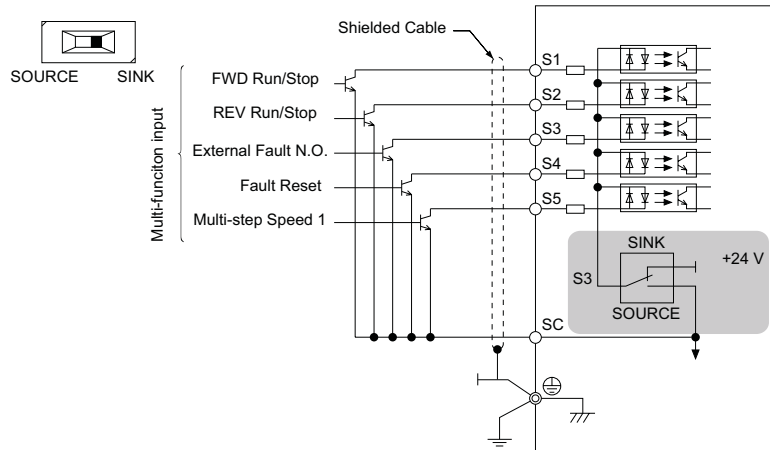 SOURCE SINK
Shielded Cable
Multi-funciton input
FWD Run/Stop
REV Run/Stop
External Fault N.O.
Fault Reset
Multi-step Speed 1
S1
S2
S3
S4
S5
SINK
+24 V
S3
SOURCE
SC